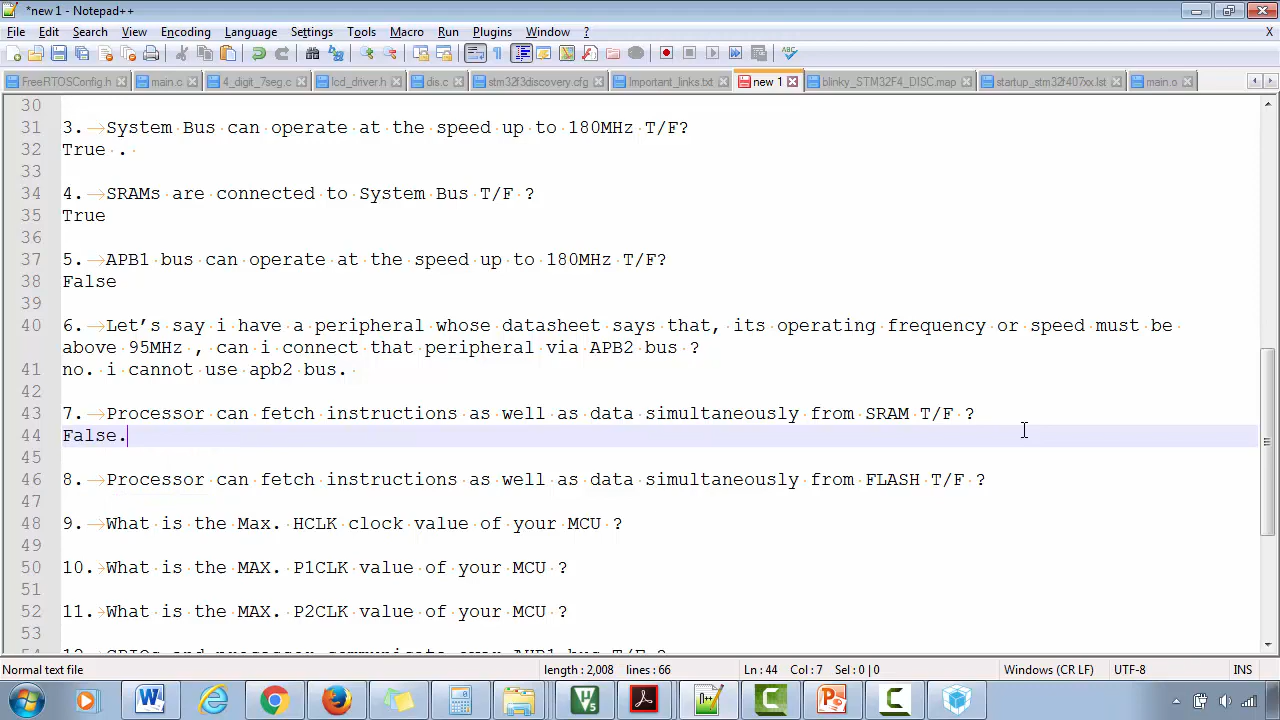 *new 1 - Notepad++
File Edit Search View Encoding Language Settings Tools Macro Run Plugins Window ? X
FreeRTOSConfig.h main.c 4_digit_7seg.c lcd_driver.h dis.c stm32f3discovery.cfg Important_links.txt new 1 blinky_STM32F4_DISC.map startup_stm32f407xx.lst main.o
30
31 3. System Bus can operate at the speed up to 180MHz T/F?
32 True .
33
34 4. SRAMs are connected to System Bus T/F ?
35 True
36
37 5. APB1 bus can operate at the speed up to 180MHz T/F?
38 False
39
40 6. Let’s say i have a peripheral whose datasheet says that, its operating frequency or speed must be
above 95MHz , can i connect that peripheral via APB2 bus ?
41 no. i cannot use apb2 bus.
42
43 7. Processor can fetch instructions as well as data simultaneously from SRAM T/F ?
44 False.
45
46 8. Processor can fetch instructions as well as data simultaneously from FLASH T/F ?
47
48 9. What is the Max. HCLK clock value of your MCU ?
49
50 10. What is the MAX. P1CLK value of your MCU ?
51
52 11. What is the MAX. P2CLK value of your MCU ?
53
54 12. GPIOs and processor communicate over AHB1 bus T/F ?
Normal text file length : 2,008 lines : 66 Ln : 44 Col : 7 Sel : 0 | 0 Windows (CR LF) UTF-8 INS